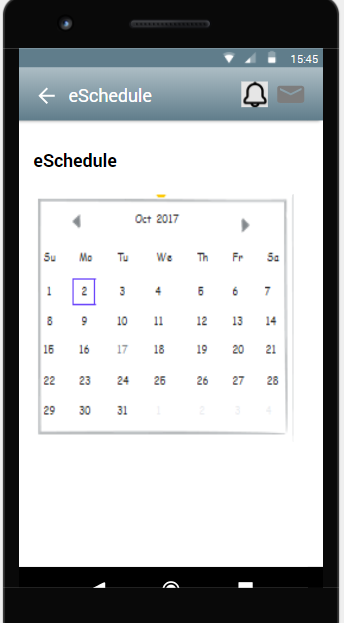 15:45
eSchedule
eSchedule
Oct 2017
Su Mo Tu We Th Fr Sa
1 2 3 4 5 6 7
8 9 10 11 12 13 14
15 16 17 18 19 20 21
22 23 24 25 26 27 28
29 30 31 1 2 3 4